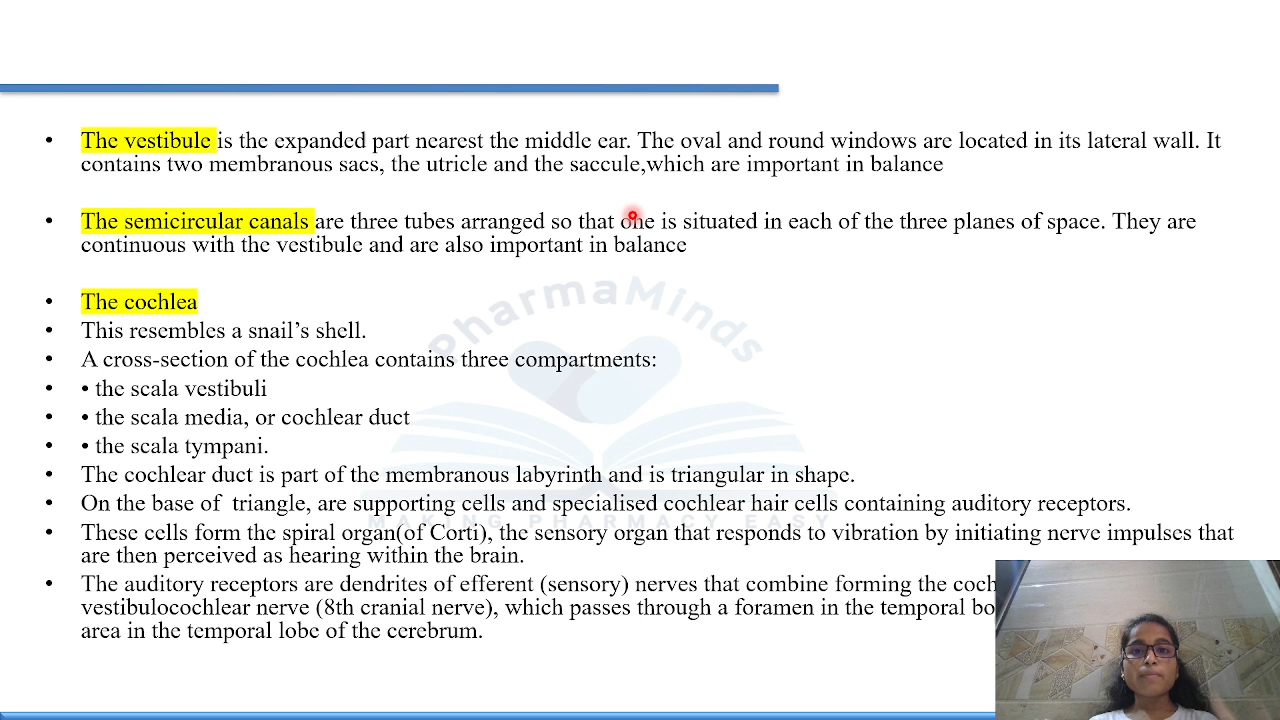 • The vestibule is the expanded part nearest the middle ear. The oval and round windows are located in its lateral wall. It
contains two membranous sacs, the utricle and the saccule,which are important in balance
• The semicircular canals are three tubes arranged so that one is situated in each of the three planes of space. They are
continuous with the vestibule and are also important in balance
• The cochlea
• This resembles a snail’s shell.
• A cross-section of the cochlea contains three compartments:
• • the scala vestibuli
• • the scala media, or cochlear duct
• • the scala tympani.
• The cochlear duct is part of the membranous labyrinth and is triangular in shape.
• On the base of  triangle, are supporting cells and specialised cochlear hair cells containing auditory receptors.
• These cells form the spiral organ(of Corti), the sensory organ that responds to vibration by initiating nerve impulses that
are then perceived as hearing within the brain.
• The auditory receptors are dendrites of efferent (sensory) nerves that combine forming the
vestibulocochlear nerve (8th cranial nerve), which passes through a foramen in the temporal
area in the temporal lobe of the cerebrum.
PharmaMinds
MAKING PHARMACY EASY